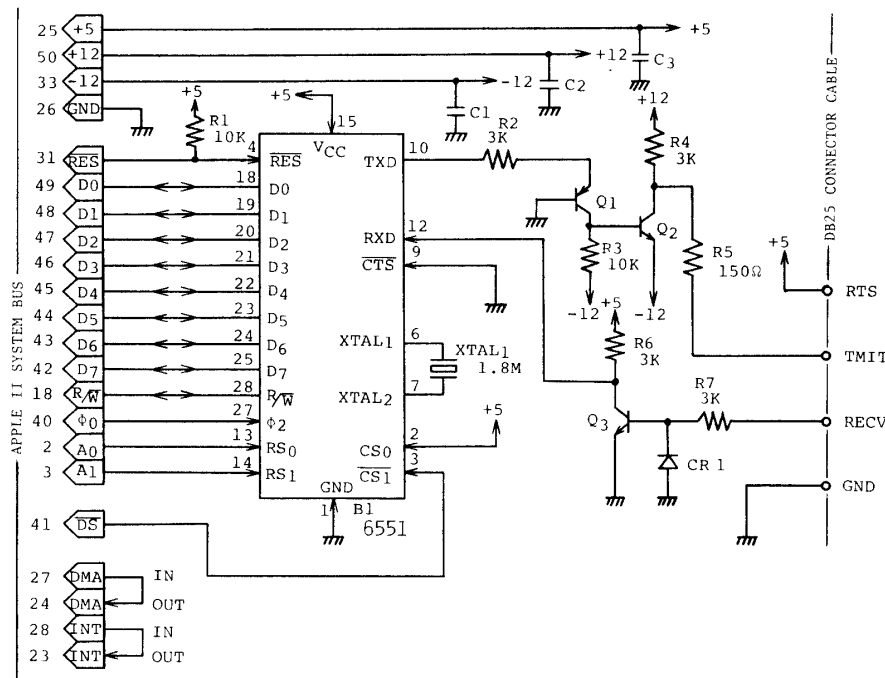 25 +5 +5
50 +12 +12 C3
33 -12 -12 C2
26 GND C1
+5 +5 15 R2 +12
R1 10K VCC 3K R4 3K
31 RES 4 RES TXD 10
49 D0 18 D0 Q1 Q2
48 D1 19 D1
47 D2 20 D2 RXD 12 R3 10K R5 150Ω
46 D3 21 D3 CTS 9 +5
45 D4 22 D4 -12 -12 RTS
44 D5 23 D5 +5
43 D6 24 D6 XTAL1 6 XTAL1 1.8M R6 3K TMIT
42 D7 25 D7
18 R/W 28 R/W XTAL2 7 R7 3K
40 Φ0 27 Φ2 +5 Q3 RECV
2 A0 13 RS0 CS0 2
3 A1 14 RS1 CS1 3 CR1
GND 1 B1 GND
6551
41 DS
27 DMA IN
24 DMA OUT
28 INT IN
23 INT OUT
APPLE II SYSTEM BUS
DB25 CONNECTOR CABLE